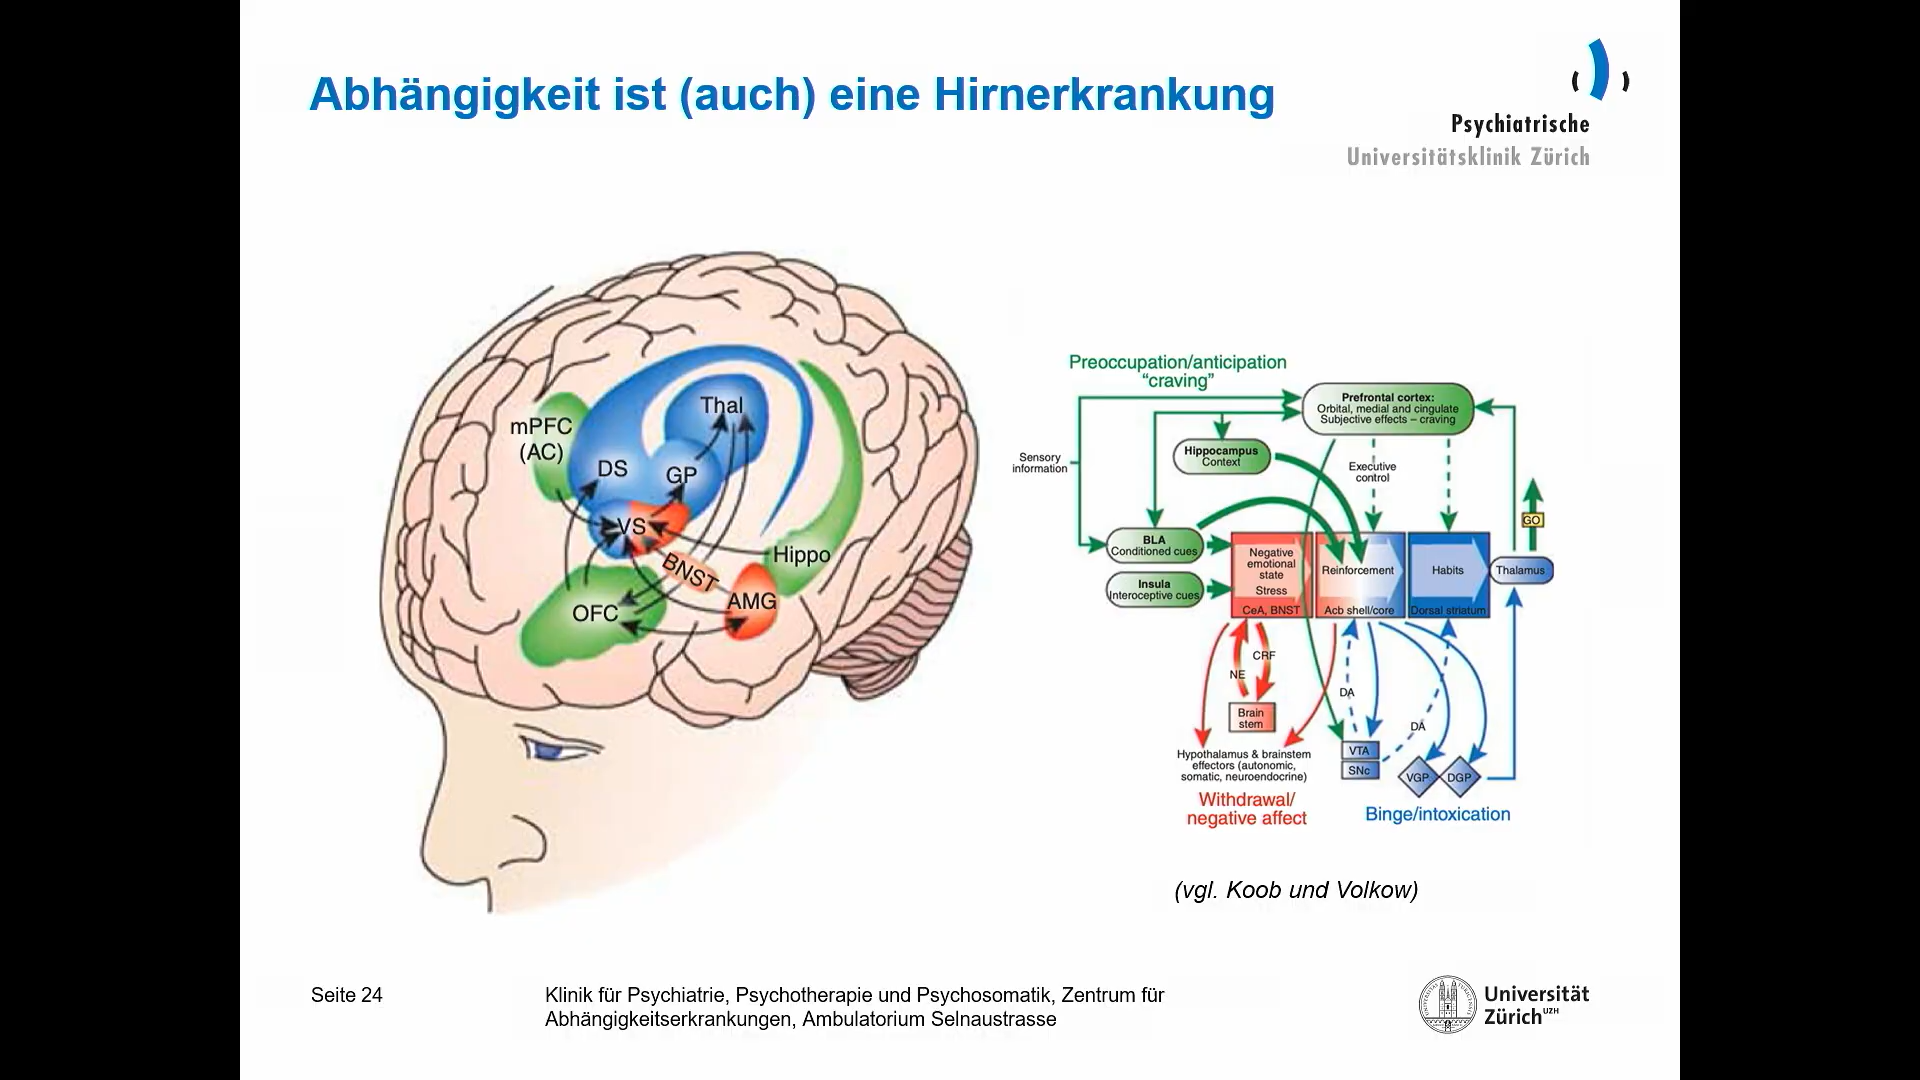 Abhängigkeit ist (auch) eine Hirnerkrankung
Psychiatrische
Universitätsklinik Zürich
mPFC
(AC)
Thal
DS
GP
VS
BNST
Hippo
OFC
AMG
Preoccupation/anticipation
“craving”
Prefrontal cortex:
Orbital, medial and cingulate
Subjective effects – craving
Sensory
information
Hippocampus
Context
Executive
control
GO
BLA
Conditioned cues
Insula
Interoceptive cues
Negative
emotional
state
Stress
CeA, BNST
Reinforcement
Acb shell/core
Habits
Dorsal striatum
Thalamus
CRF
NE
DA
DA
Brain
stem
Hypothalamus & brainstem
effectors (autonomic,
somatic, neuroendocrine)
VTA
SNc
VGP
DGP
Withdrawal/
negative affect
Binge/intoxication
(vgl. Koob und Volkow)
Seite 24
Klinik für Psychiatrie, Psychotherapie und Psychosomatik, Zentrum für
Abhängigkeitserkrankungen, Ambulatorium Selnaustrasse
Universität
Zürich UZH